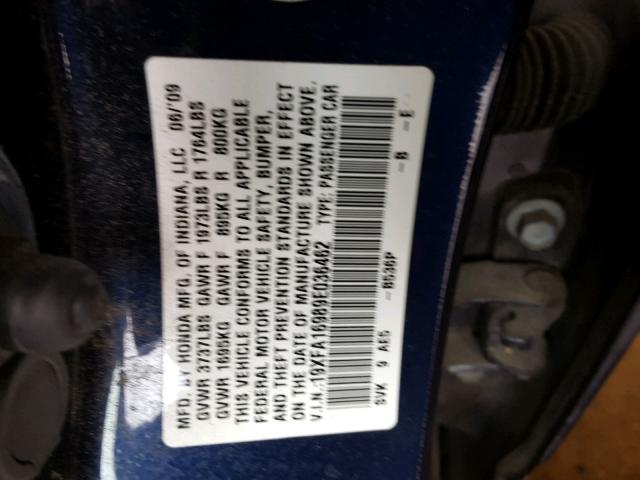 MFD. BY HONDA MFG. OF INDIANA, LLC 06/'09
GVWR 3737LBS GAWR F 1973LBS R 1764LBS
GVWR 1695KG GAWR F 895KG R 800KG
THIS VEHICLE CONFORMS TO ALL APPLICABLE
FEDERAL MOTOR VEHICLE SAFETY, BUMPER,
AND THEFT PREVENTION STANDARDS IN EFFECT
ON THE DATE OF MANUFACTURE SHOWN ABOVE.
V.I.N.:19XFA16989E036462 TYPE: PASSENGER CAR
SVK 9 AE5 B536P B E